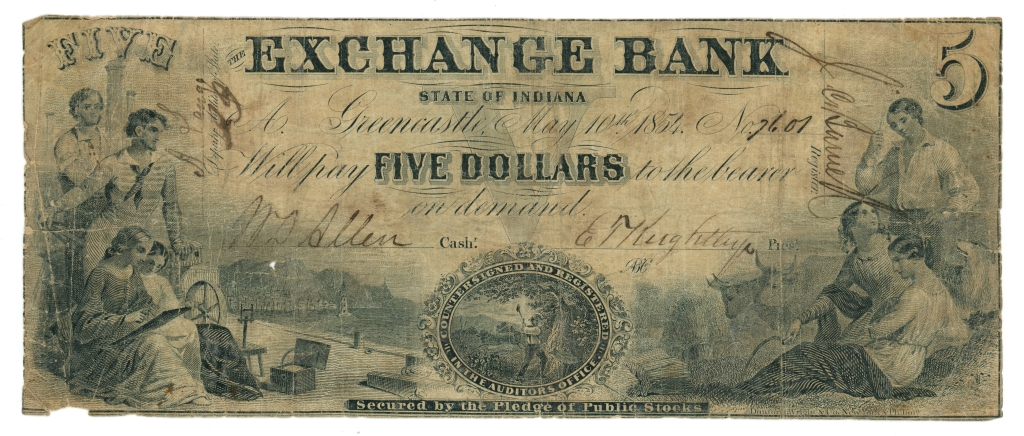 FIVE
THE EXCHANGE BANK
5
STATE OF INDIANA
A. Greencastle, May 10th 1854. No. 7601
Will pay FIVE DOLLARS to the bearer
on demand.
Register
W D Allen Cash.
Pres.
COUNTERSIGNED AND REGISTERED
IN THE AUDITORS OFFICE
Secured by the Pledge of Public Stocks